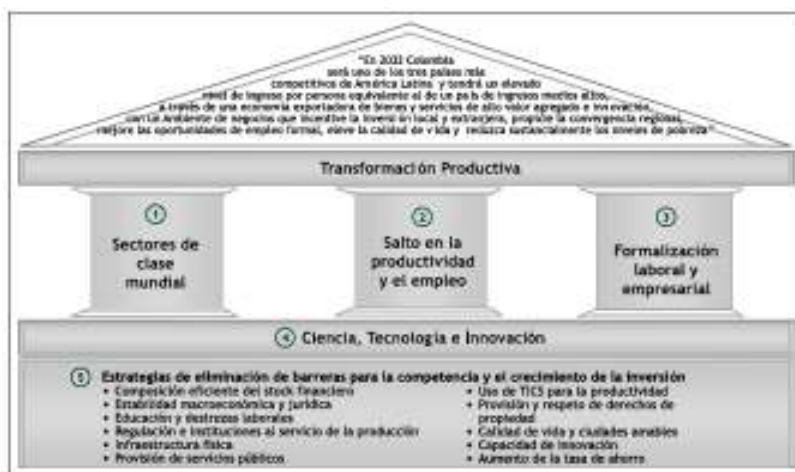 "En 2032 Colombia
será uno de los tres países más
competitivos de América Latina y tendrá un elevado
nivel de ingreso por persona equivalente al de un país de ingresos medios altos,
a través de una economía exportadora de bienes y servicios de alto valor agregado e innovación,
con un Ambiente de negocios que incentive la inversión local y extranjera, propicie la convergencia regional,
mejore las oportunidades de empleo formal, eleve la calidad de vida y reduzca sustancialmente los niveles de pobreza"
Transformación Productiva
1
Sectores de
clase
mundial
2
Salto en la
productividad
y el empleo
3
Formalización
laboral y
empresarial
4 Ciencia, Tecnología e Innovación
5 Estrategias de eliminación de barreras para la competencia y el crecimiento de la inversión
• Composición eficiente del stock financiero
• Estabilidad macroeconómica y jurídica
• Educación y destrezas laborales
• Regulación e instituciones al servicio de la producción
• Infraestructura física
• Provisión de servicios públicos
• Uso de TICS para la productividad
• Provisión y respeto de derechos de
propiedad
• Calidad de vida y ciudades amables
• Capacidad de innovación
• Aumento de la tasa de ahorro